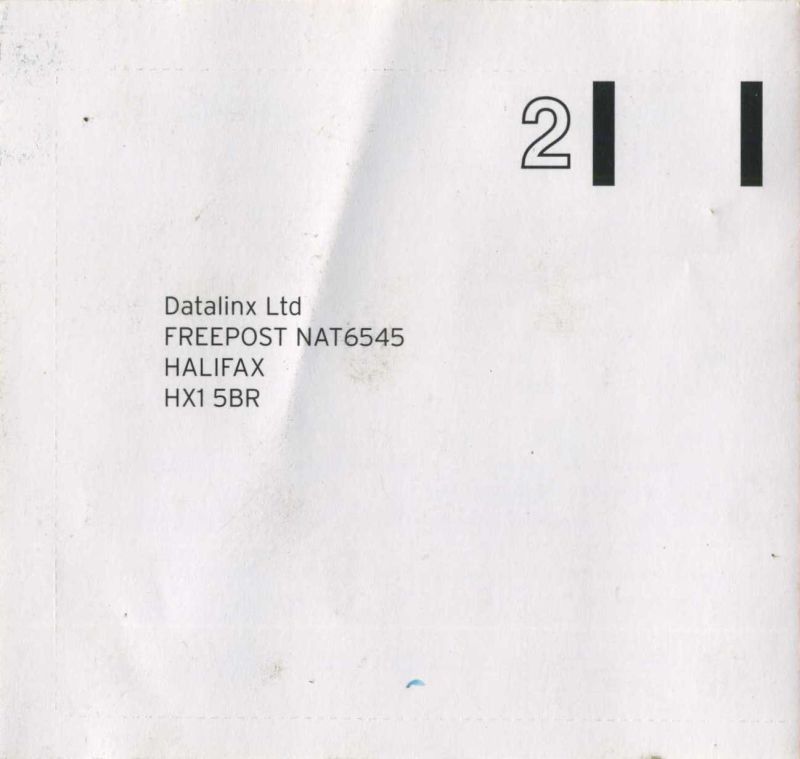 2
Datalinx Ltd
FREEPOST NAT6545
HALIFAX
HX1 5BR